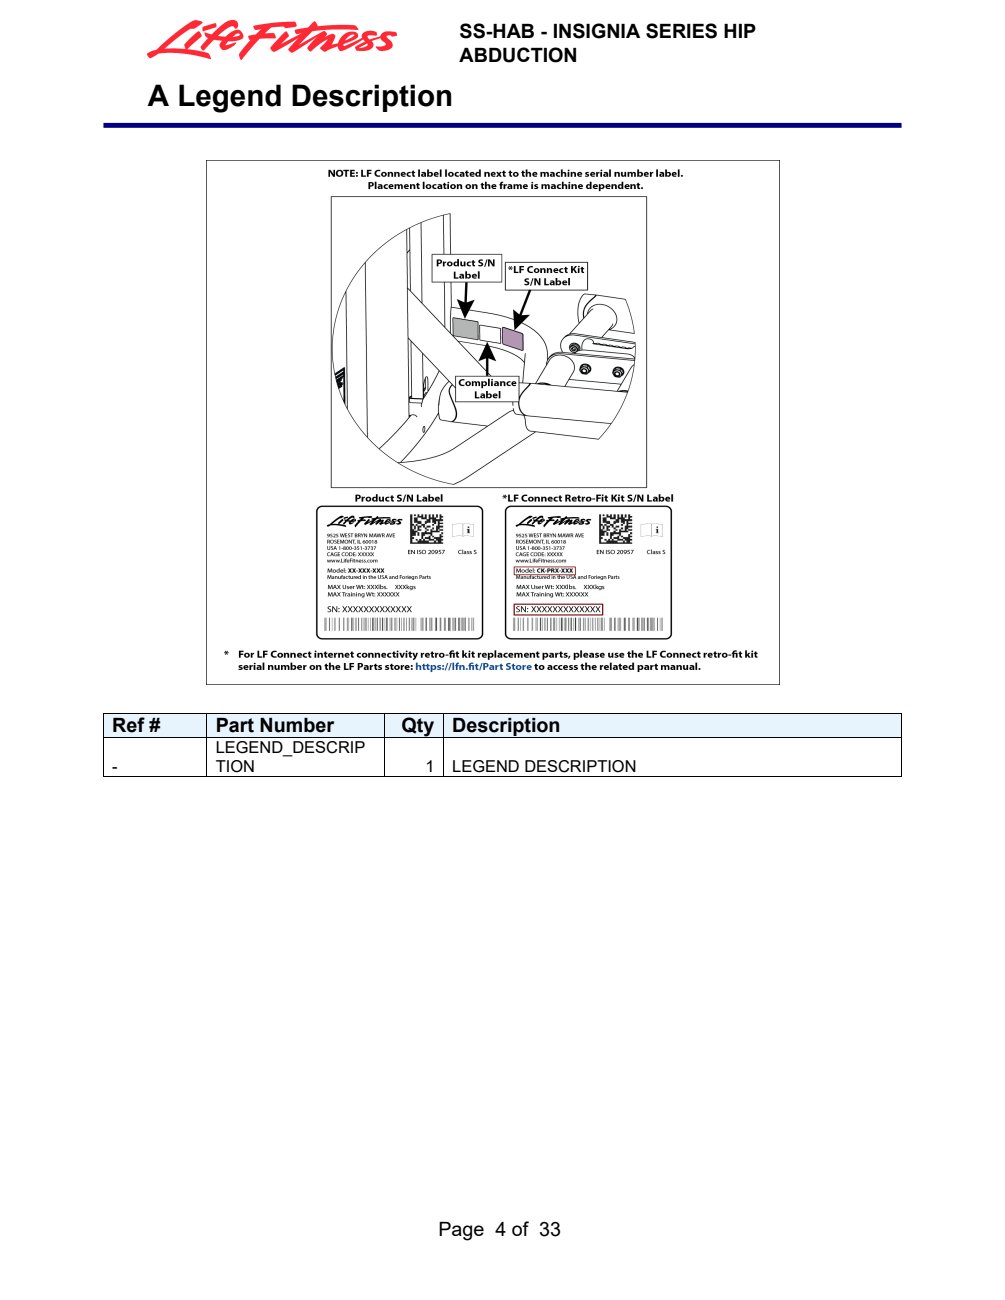 LifeFitness
SS-HAB - INSIGNIA SERIES HIP
ABDUCTION
A Legend Description
NOTE: LF Connect label located next to the machine serial number label.
Placement location on the frame is machine dependent.
Product S/N
Label
*LF Connect Kit
S/N Label
Compliance
Label
Product S/N Label
LifeFitness
9525 WEST BRYN MAWR AVE
ROSEMONT, IL 60018
USA 1-800-351-3737
CAGE CODE: XXXXX
www.LifeFitness.com
EN ISO 20957 Class S
Model: XX-XXX-XXX
Manufactured in the USA and Foriegn Parts
MAX User Wt: XXXlbs. XXXkgs
MAX Training Wt: XXXXXX
SN: XXXXXXXXXXXXX
*LF Connect Retro-Fit Kit S/N Label
LifeFitness
9525 WEST BRYN MAWR AVE
ROSEMONT, IL 60018
USA 1-800-351-3737
CAGE CODE: XXXXX
www.LifeFitness.com
EN ISO 20957 Class S
Model: CK-PRX-XXX
Manufactured in the USA and Foriegn Parts
MAX User Wt: XXXlbs. XXXkgs
MAX Training Wt: XXXXXX
SN: XXXXXXXXXXXXX
* For LF Connect internet connectivity retro-fit kit replacement parts, please use the LF Connect retro-fit kit
serial number on the LF Parts store: https://lfn.fit/Part Store to access the related part manual.
Ref # Part Number Qty Description
LEGEND_DESCRIP
- TION 1 LEGEND DESCRIPTION
Page 4 of 33